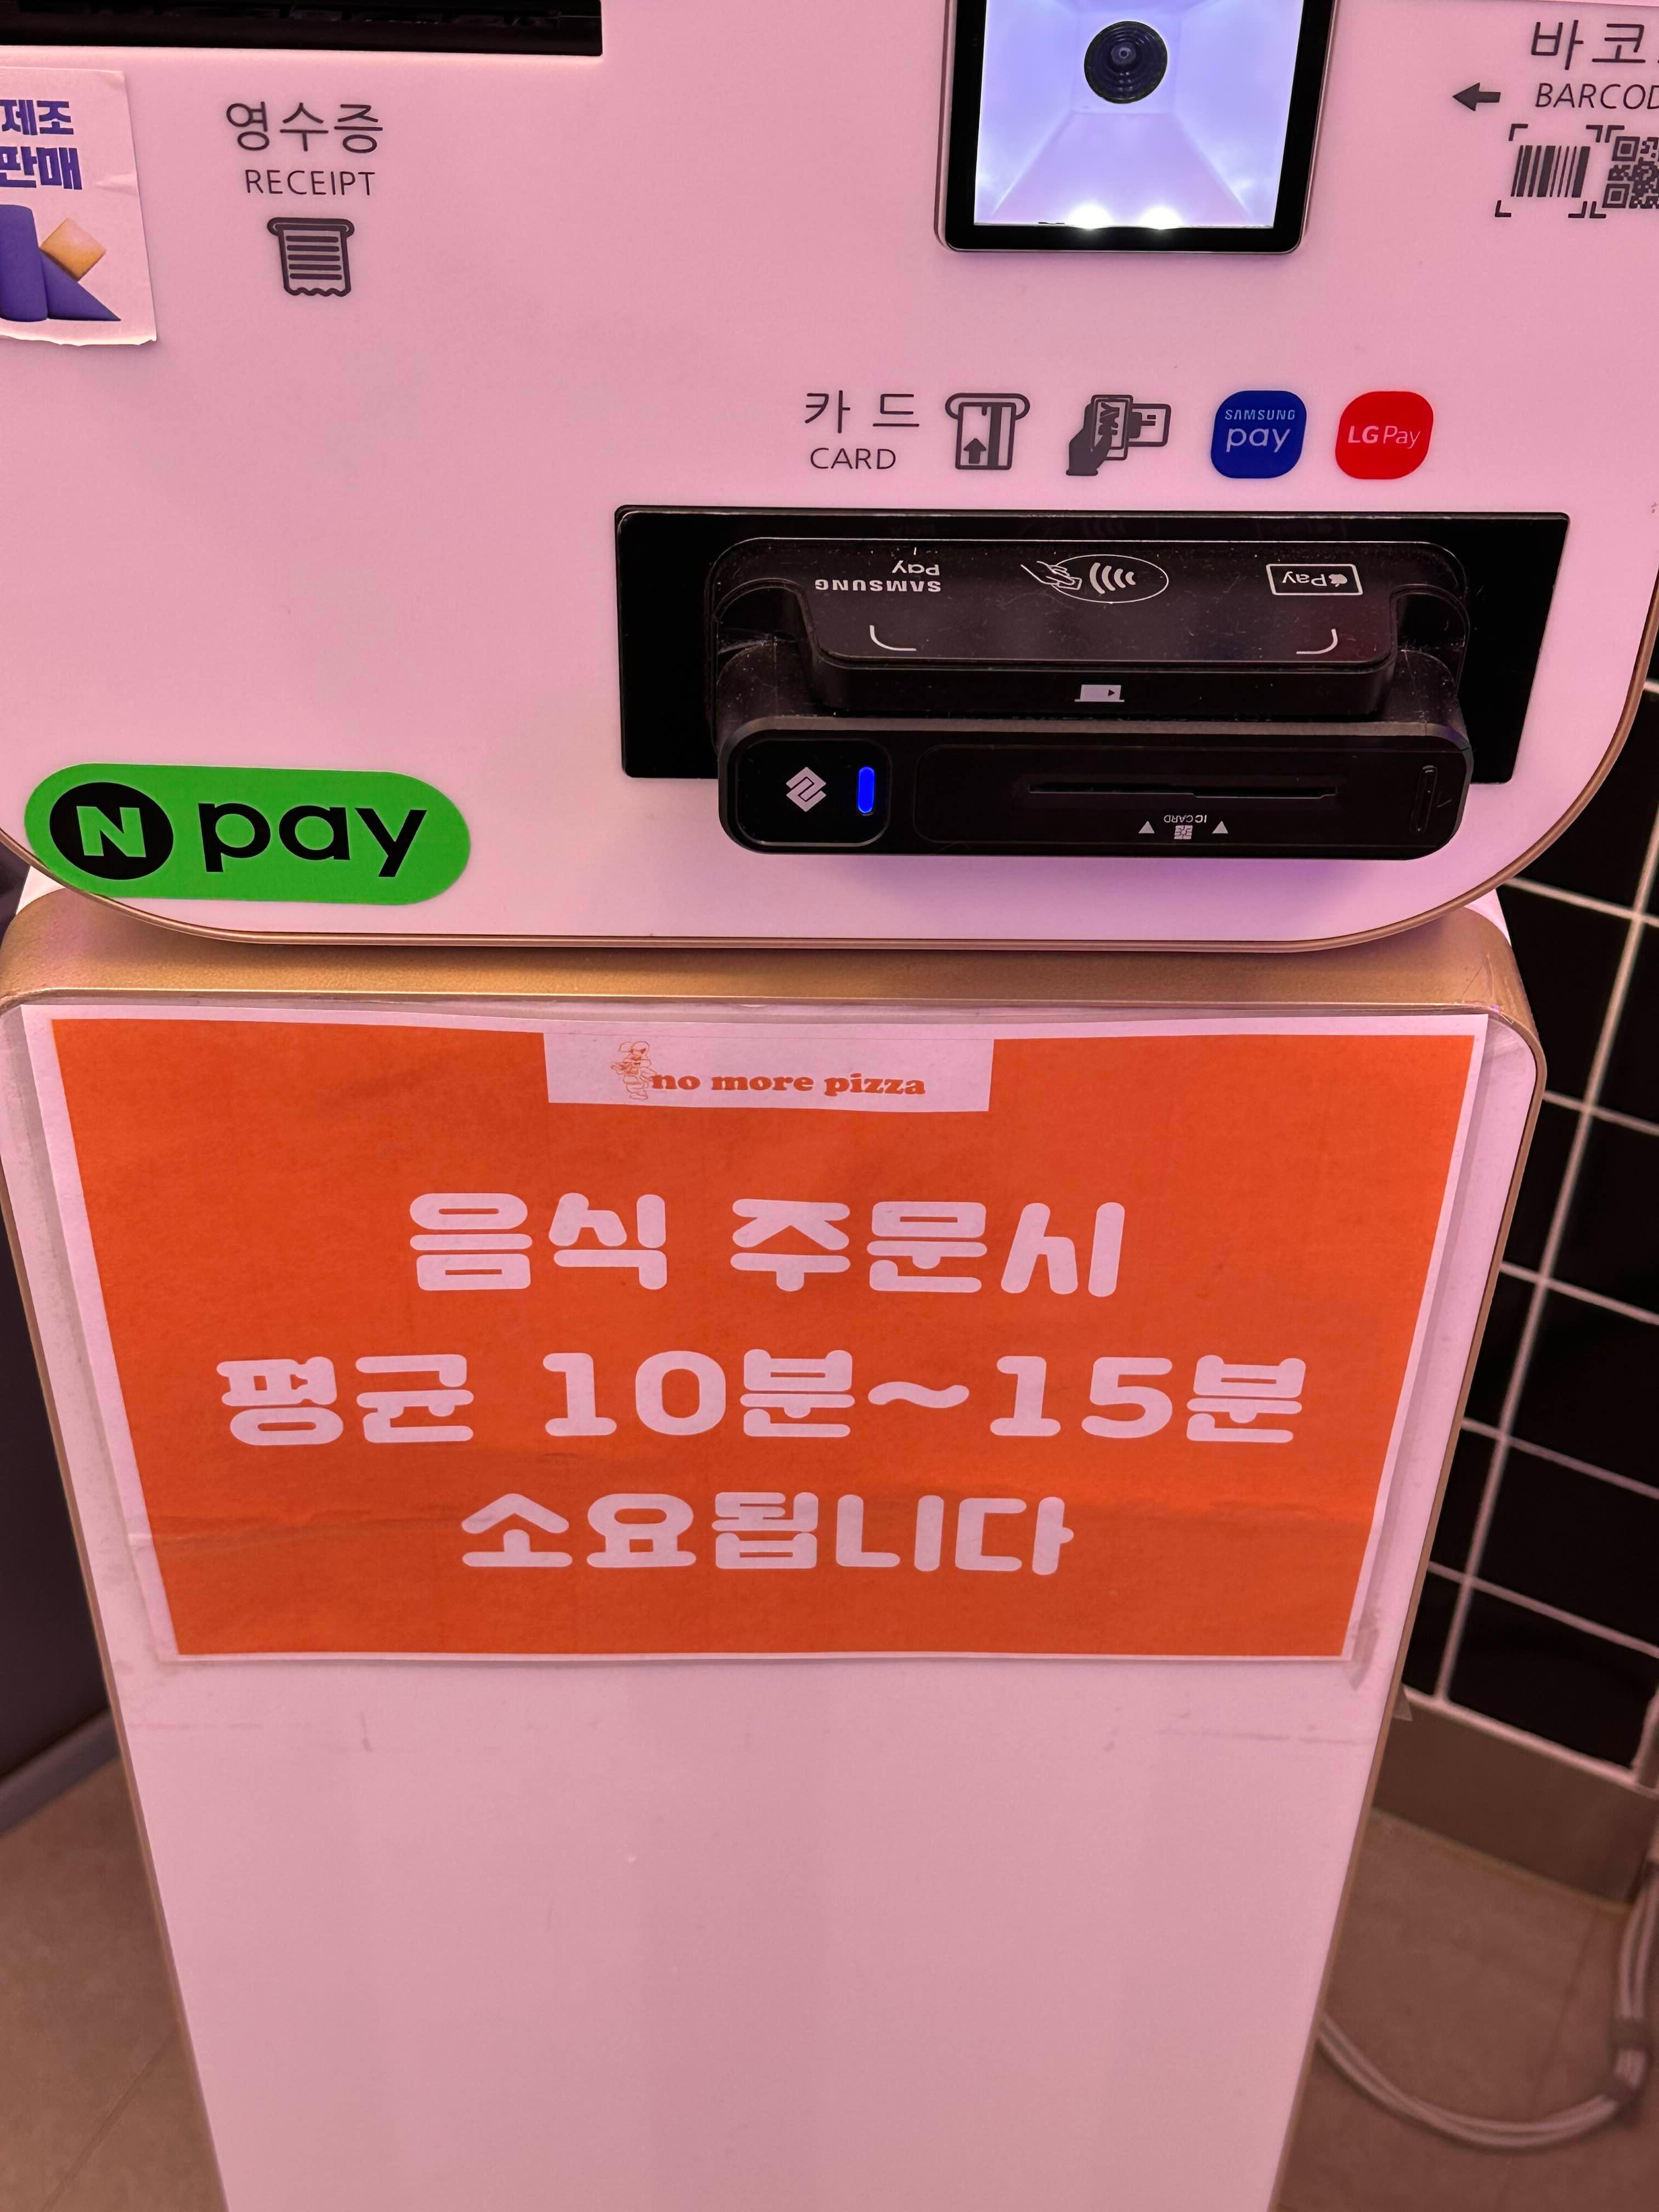 제조
판매
영수증
RECEIPT
BARCOD
카드
CARD
SAMSUNG
pay
LG Pay
SAMSUNG
Pay
Pay
IC CARD
N pay
no more pizza
음식 주문시
평균 10분~15분
소요됩니다